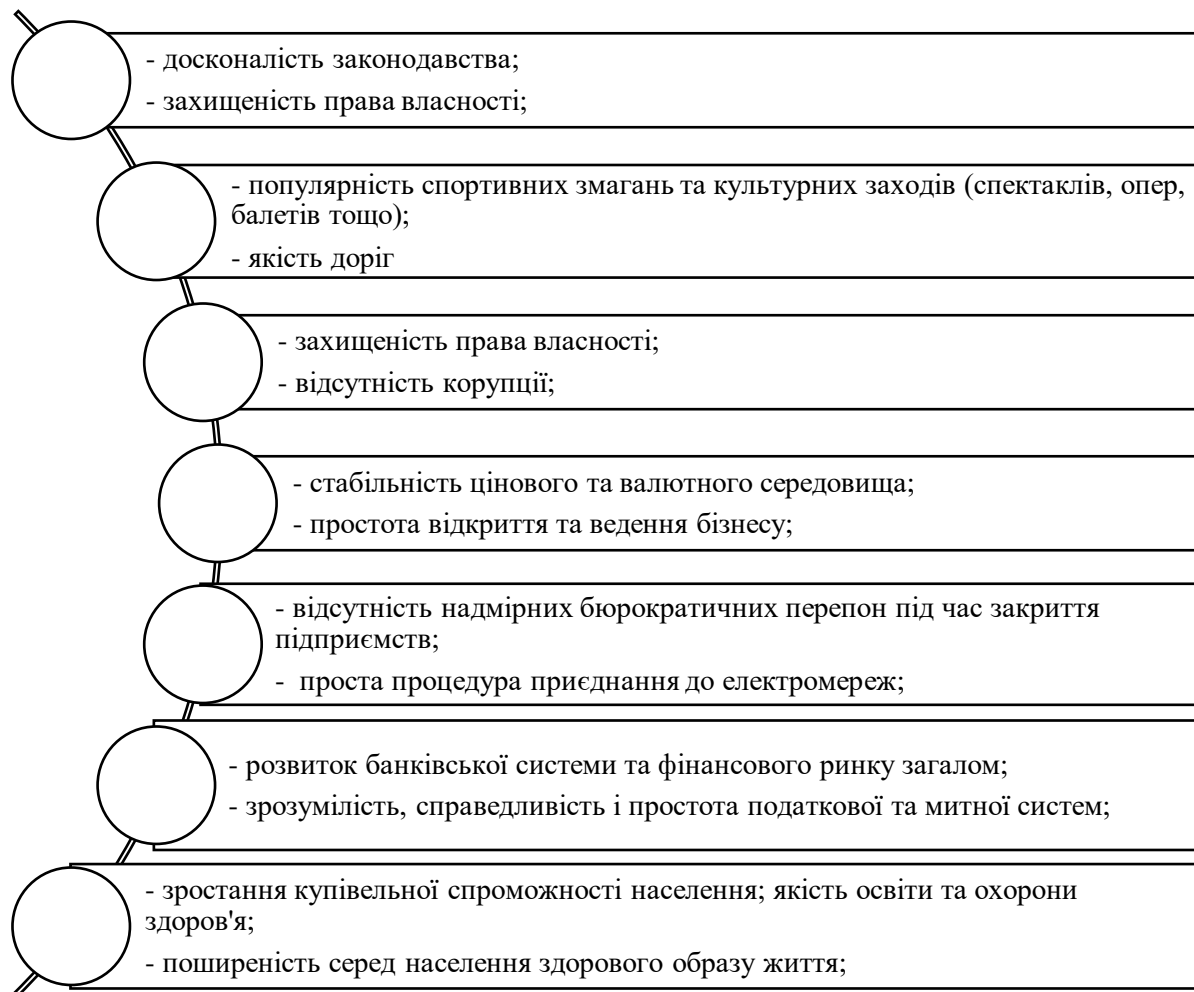 - досконалість законодавства;
- захищеність права власності;
- популярність спортивних змагань та культурних заходів (спектаклів, опер,
балетів тощо);
- якість доріг
- захищеність права власності;
- відсутність корупції;
- стабільність цінового та валютного середовища;
- простота відкриття та ведення бізнесу;
- відсутність надмірних бюрократичних перепон під час закриття
підприємств;
- проста процедура приєднання до електромереж;
- розвиток банківської системи та фінансового ринку загалом;
- зрозумілість, справедливість і простота податкової та митної систем;
- зростання купівельної спроможності населення; якість освіти та охорони
здоров'я;
- поширеність серед населення здорового образу життя;